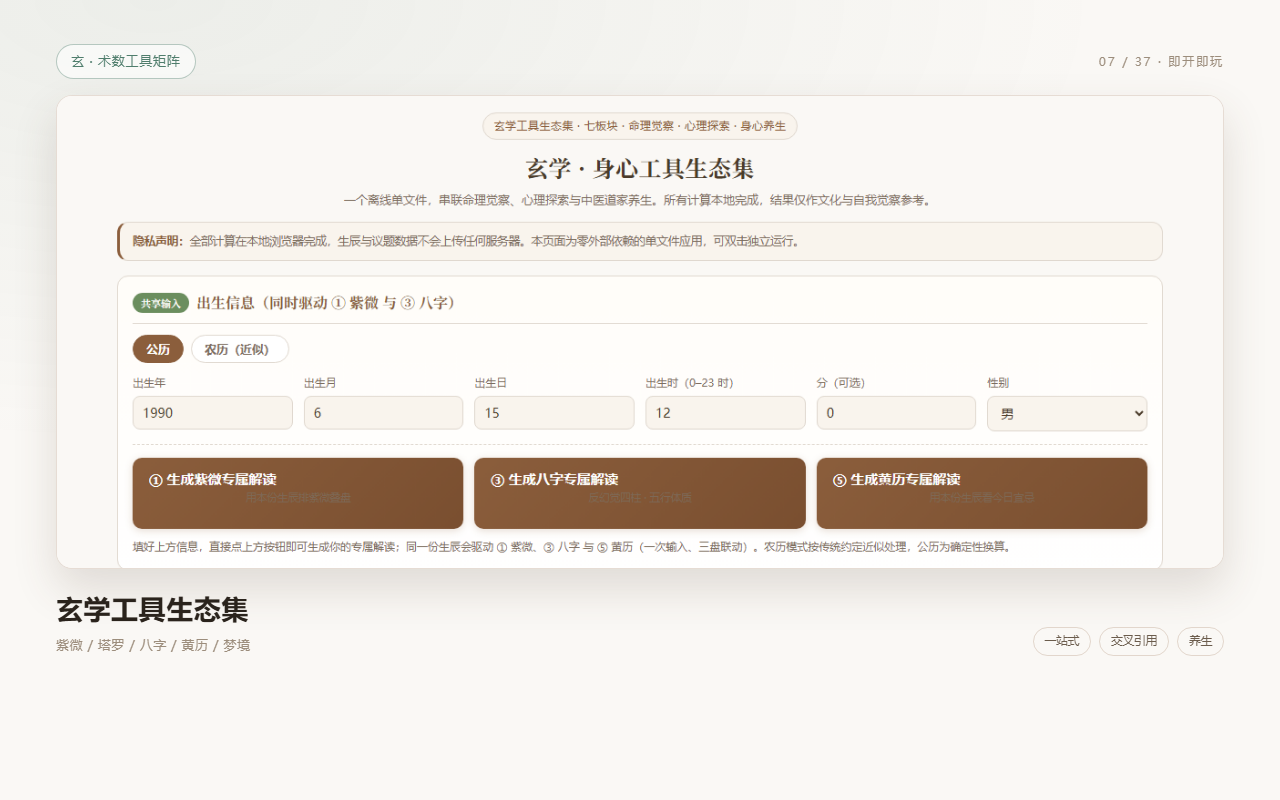 玄 · 术数工具矩阵
07 / 37 · 即开即玩
玄学工具生态集 · 七板块 · 命理觉察 · 心理探索 · 身心养生
玄学 · 身心工具生态集
一个离线单文件，串联命理觉察、心理探索与中医道家养生。所有计算本地完成，结果仅作文化与自我觉察参考。
隐私声明：全部计算在本地浏览器完成，生辰与议题数据不会上传任何服务器。本页面为零外部依赖的单文件应用，可双击独立运行。
共享输入 出生信息（同时驱动 ① 紫微 与 ③ 八字）
公历 农历（近似）
出生年 出生月 出生日 出生时（0–23 时） 分（可选） 性别
1990 6 15 12 0 男
① 生成紫微专属解读 ③ 生成八字专属解读 ⑤ 生成黄历专属解读
填好上方信息，直接点上方按钮即可生成你的专属解读；同一份生辰会驱动 ① 紫微、③ 八字 与 ⑤ 黄历（一次输入、三盘联动）。农历模式按传统约定近似处理，公历为确定性换算。
玄学工具生态集
紫微 / 塔罗 / 八字 / 黄历 / 梦境
一站式 交叉引用 养生